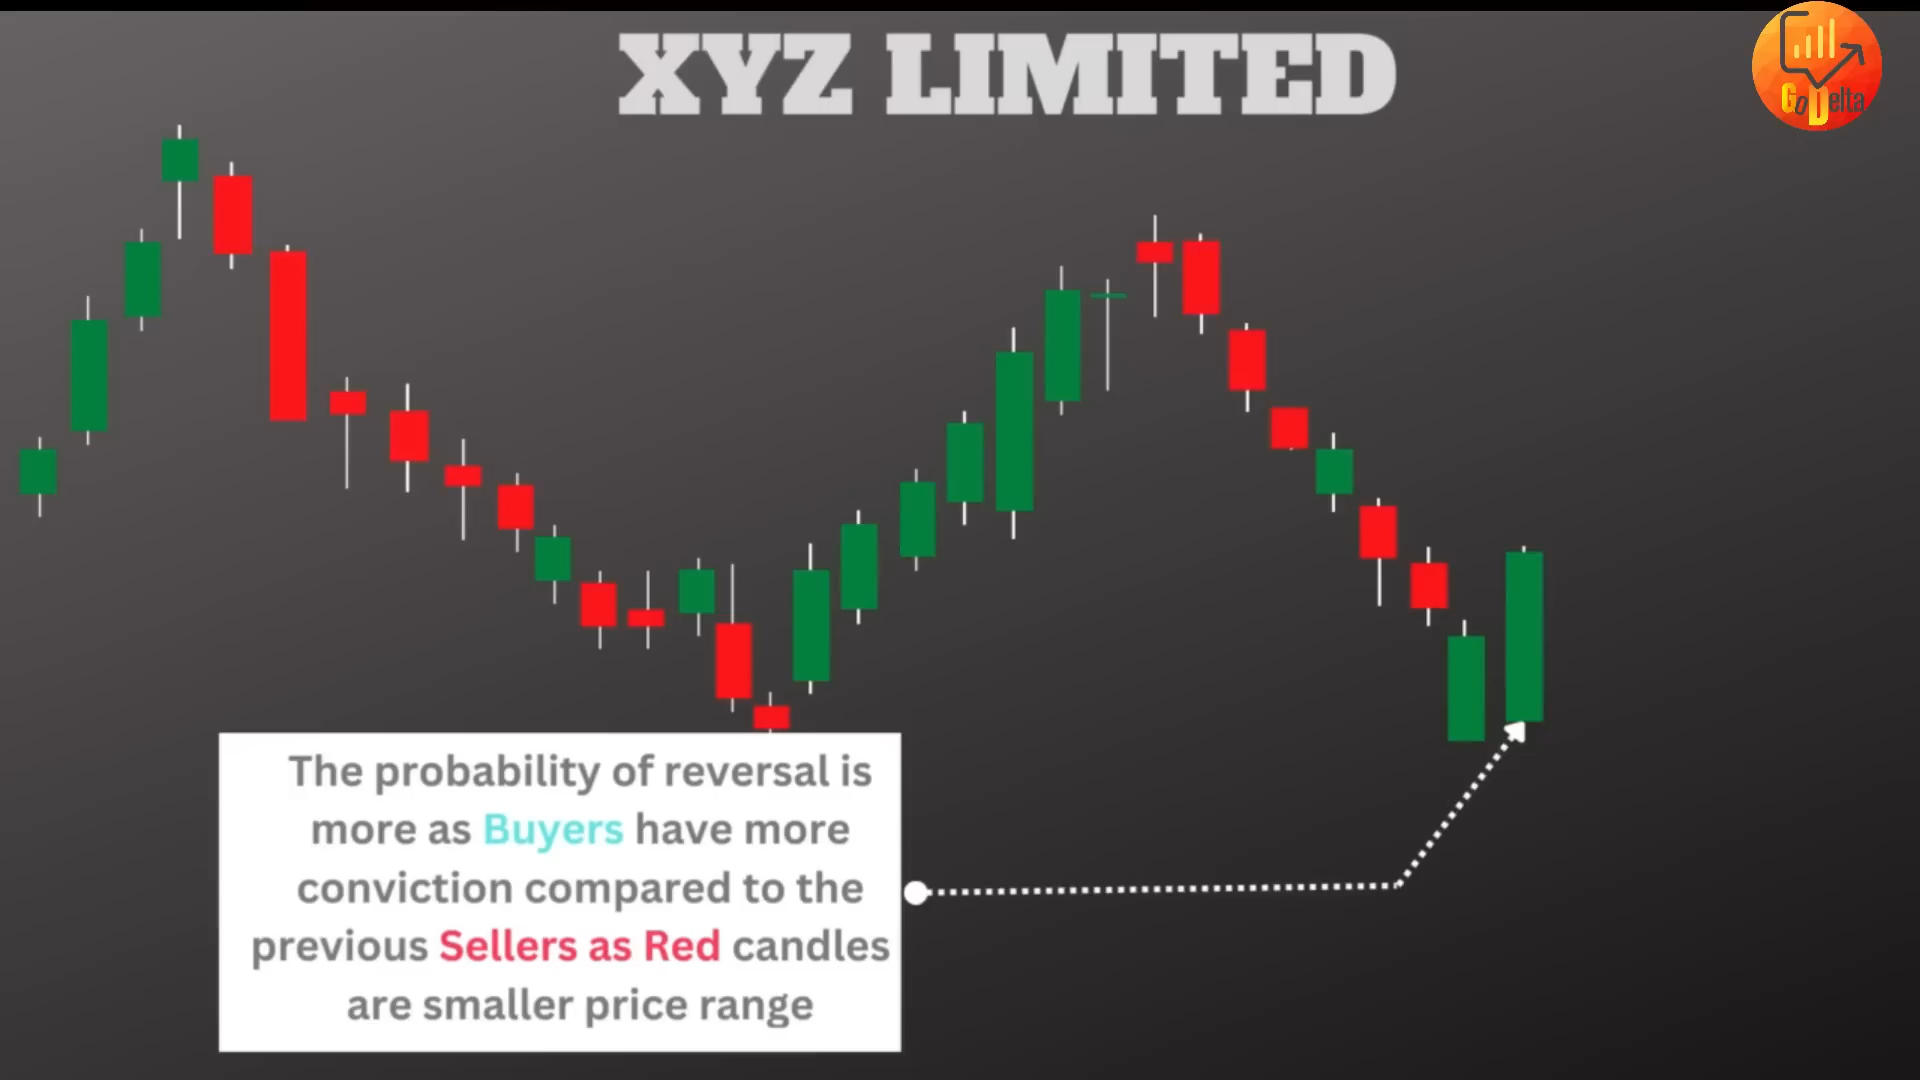 XYZ LIMITED
GoDelta
The probability of reversal is
more as Buyers have more
conviction compared to the
previous Sellers as Red candles
are smaller price range